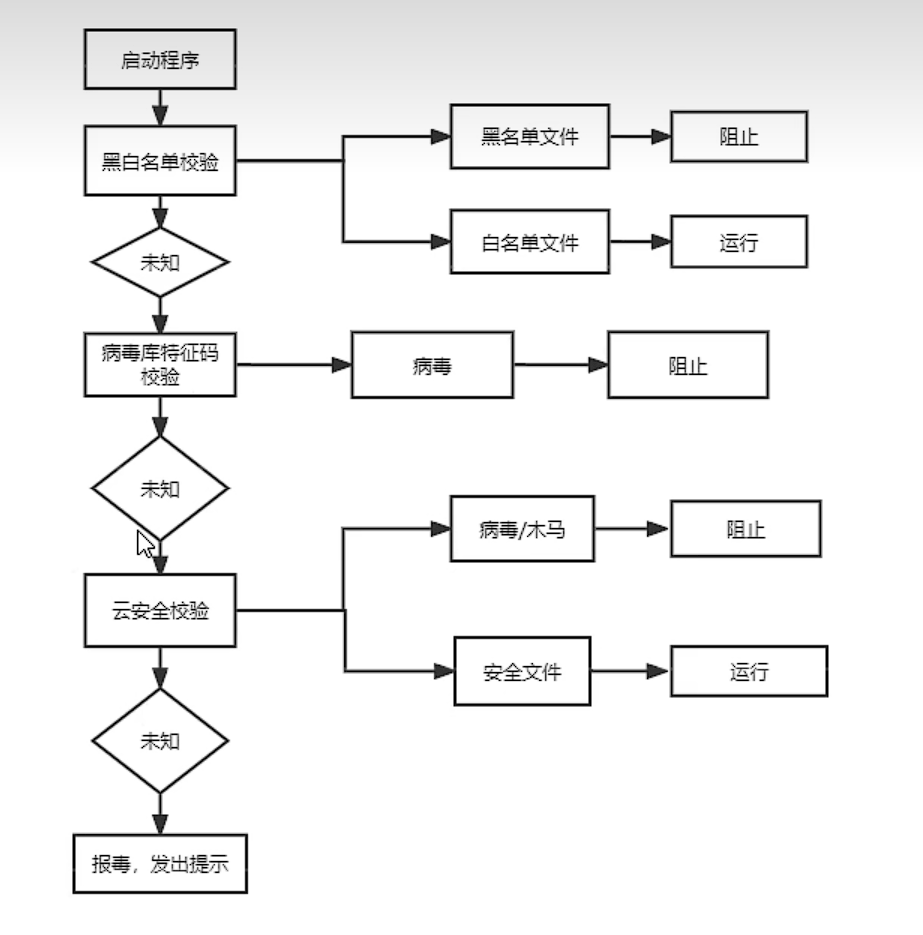 启动程序
黑白名单校验
黑名单文件
阻止
白名单文件
运行
未知
病毒库特征码
校验
病毒
阻止
未知
云安全校验
病毒/木马
阻止
安全文件
运行
未知
报毒，发出提示